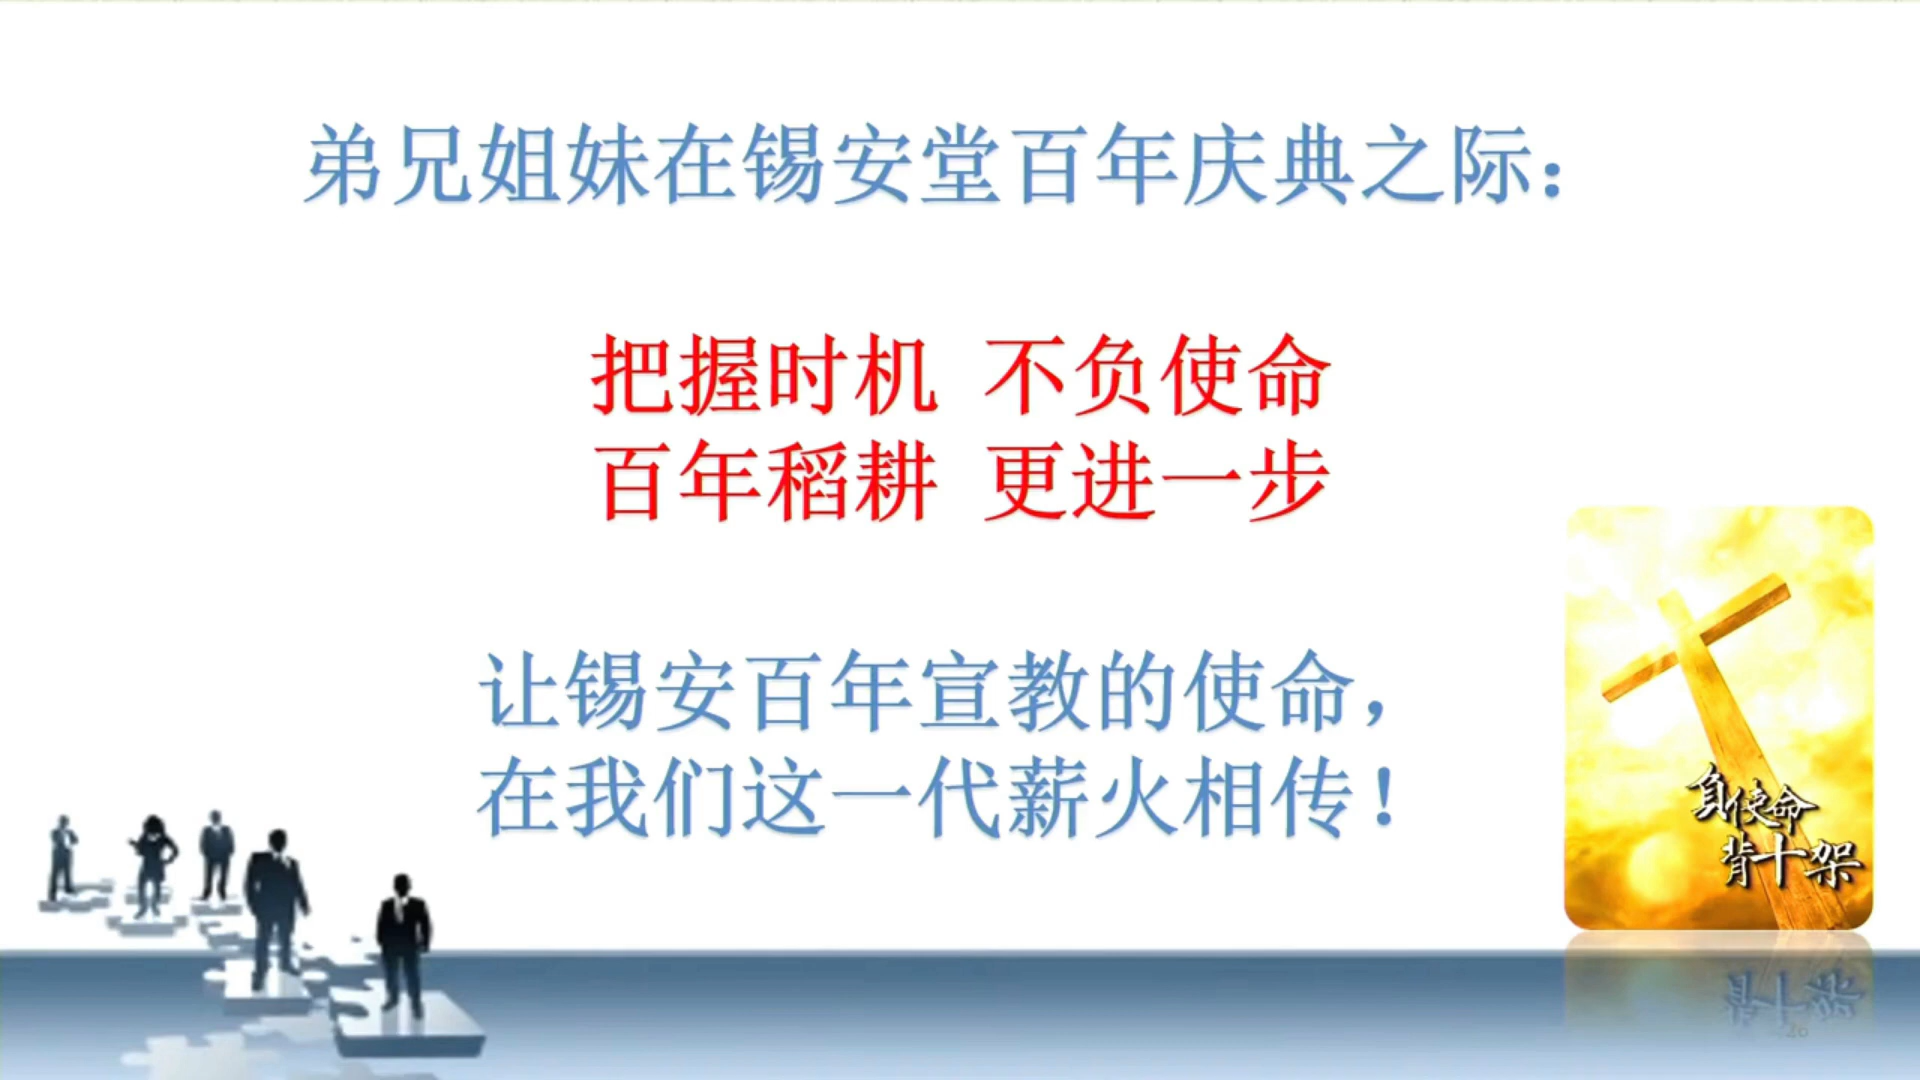 弟兄姐妹在锡安堂百年庆典之际：
把握时机 不负使命
百年稻耕 更进一步
让锡安百年宣教的使命，
在我们这一代薪火相传！
負使命
背十架
26